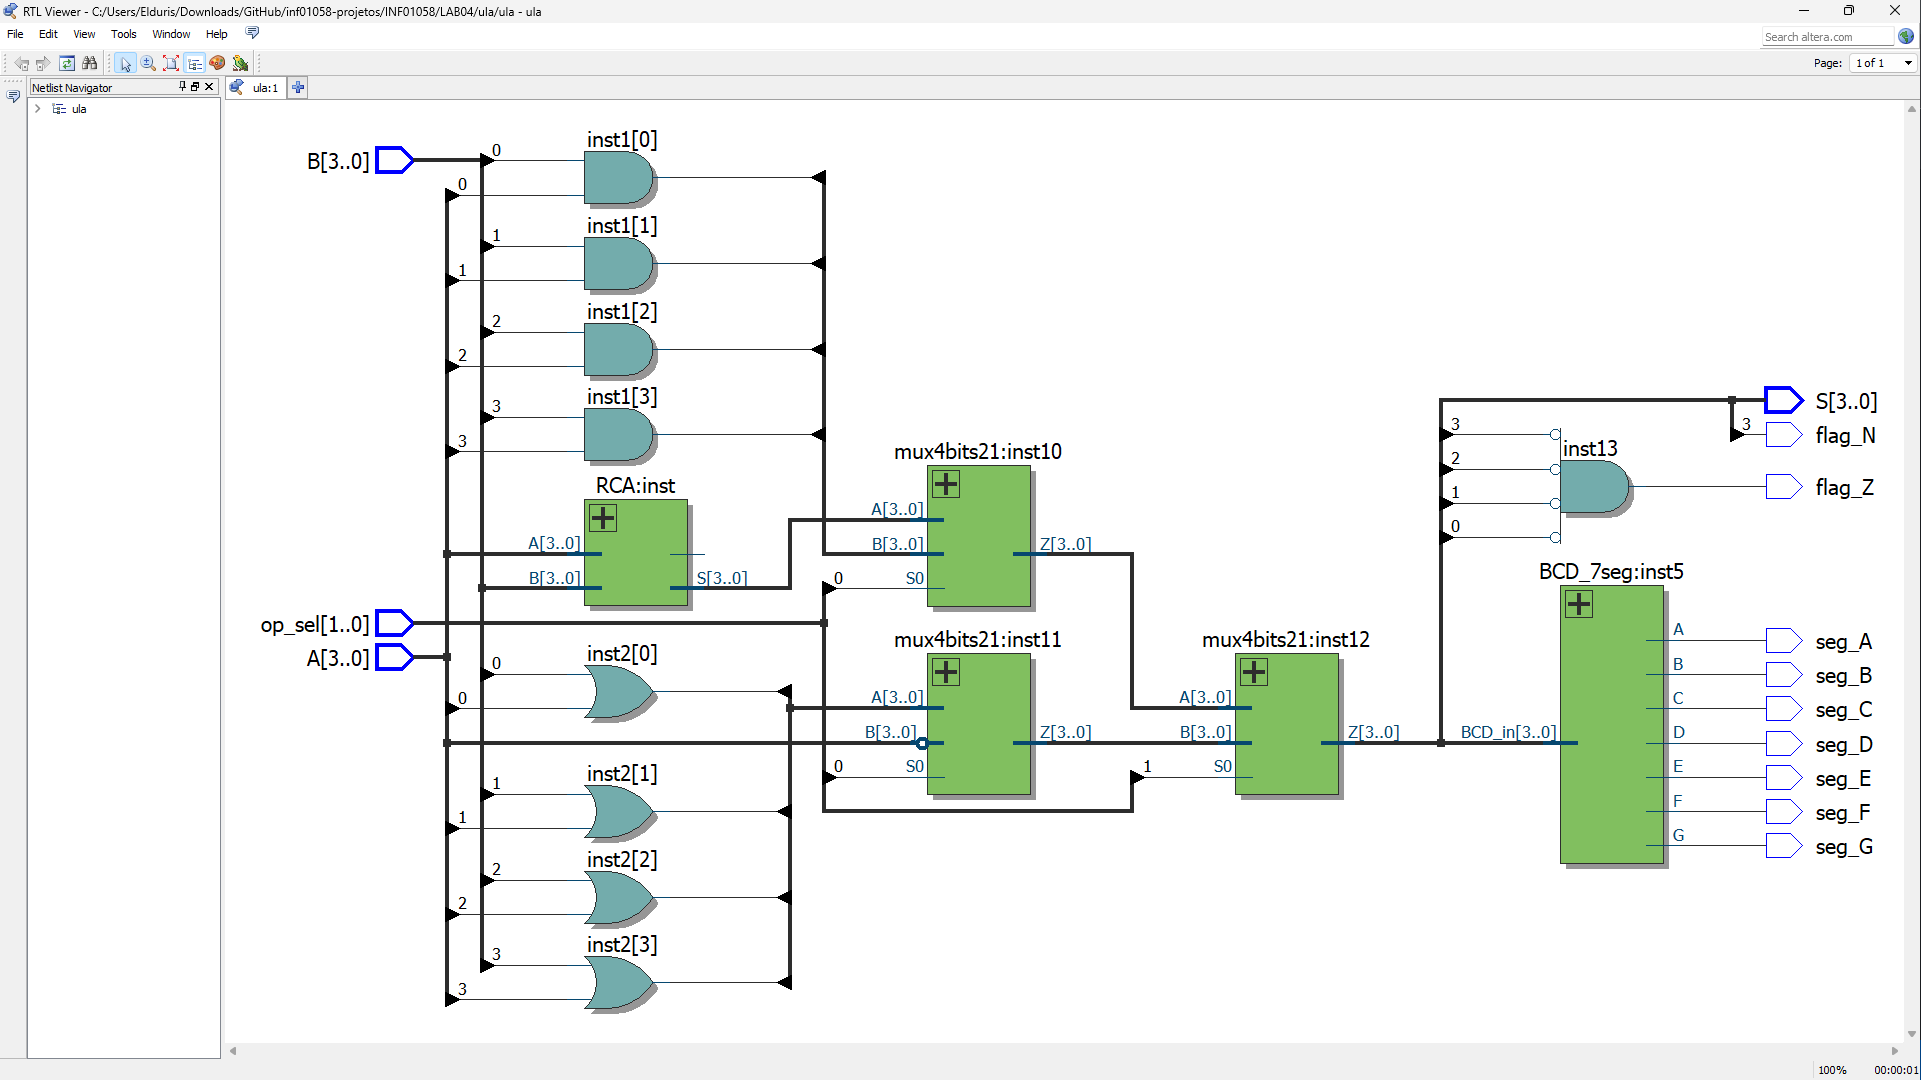 RTL Viewer - C:/Users/Elduris/Downloads/GitHub/inf01058-projetos/INF01058/LAB04/ula/ula - ula
File Edit View Tools Window Help
Search altera.com
Page: 1 of 1
Netlist Navigator
ula:1
ula
inst1[0]
B[3..0]
0
0
inst1[1]
1
1
inst1[2]
2
2
inst1[3]
3
3
RCA:inst
A[3..0]
B[3..0]
S[3..0]
op_sel[1..0]
A[3..0]
inst2[0]
0
0
inst2[1]
1
1
inst2[2]
2
2
inst2[3]
3
3
mux4bits21:inst10
A[3..0]
B[3..0]
Z[3..0]
0
S0
mux4bits21:inst11
A[3..0]
B[3..0]
Z[3..0]
0
S0
mux4bits21:inst12
A[3..0]
B[3..0]
Z[3..0]
1
S0
S[3..0]
3
flag_N
3
inst13
2
1
0
flag_Z
BCD_7seg:inst5
BCD_in[3..0]
A
seg_A
B
seg_B
C
seg_C
D
seg_D
E
seg_E
F
seg_F
G
seg_G
100%
00:00:01